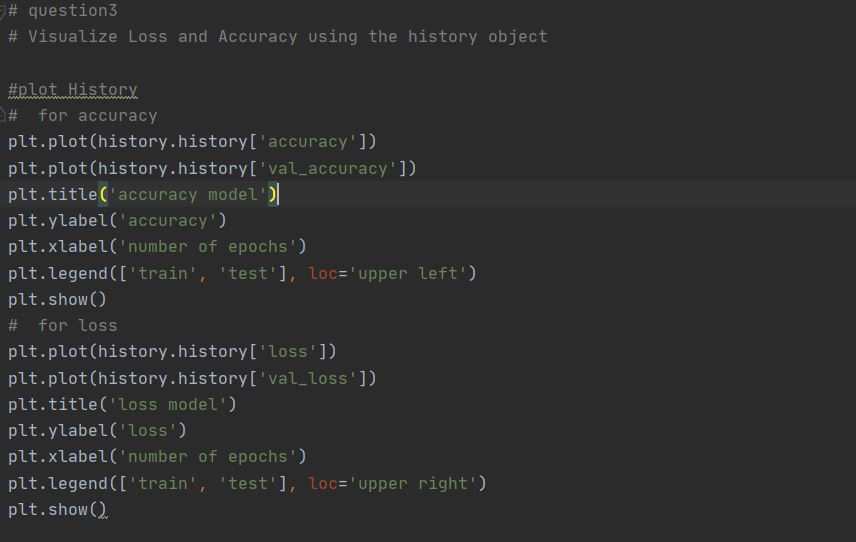 # question3
# Visualize Loss and Accuracy using the history object
#plot History
#  for accuracy
plt.plot(history.history['accuracy'])
plt.plot(history.history['val_accuracy'])
plt.title('accuracy model')
plt.ylabel('accuracy')
plt.xlabel('number of epochs')
plt.legend(['train', 'test'], loc='upper left')
plt.show()
#  for loss
plt.plot(history.history['loss'])
plt.plot(history.history['val_loss'])
plt.title('loss model')
plt.ylabel('loss')
plt.xlabel('number of epochs')
plt.legend(['train', 'test'], loc='upper right')
plt.show()